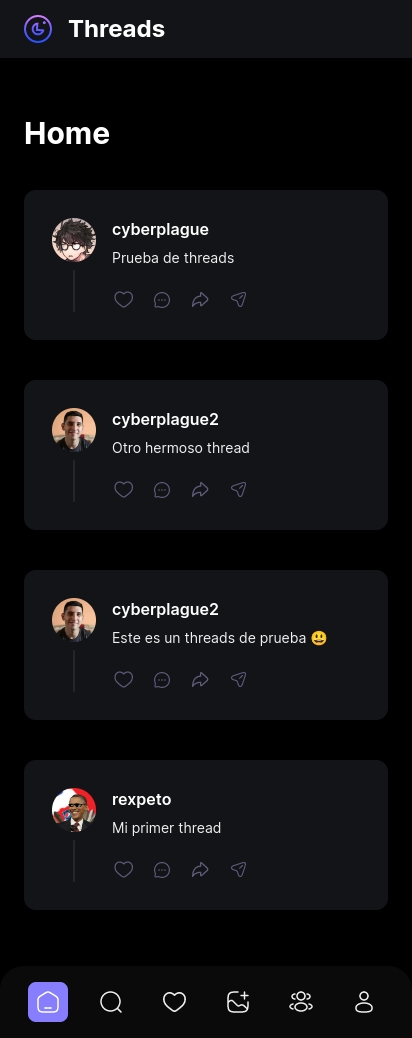 Threads
Home
cyberplague
Prueba de threads
cyberplague2
Otro hermoso thread
cyberplague2
Este es un threads de prueba 😃
rexpeto
Mi primer thread